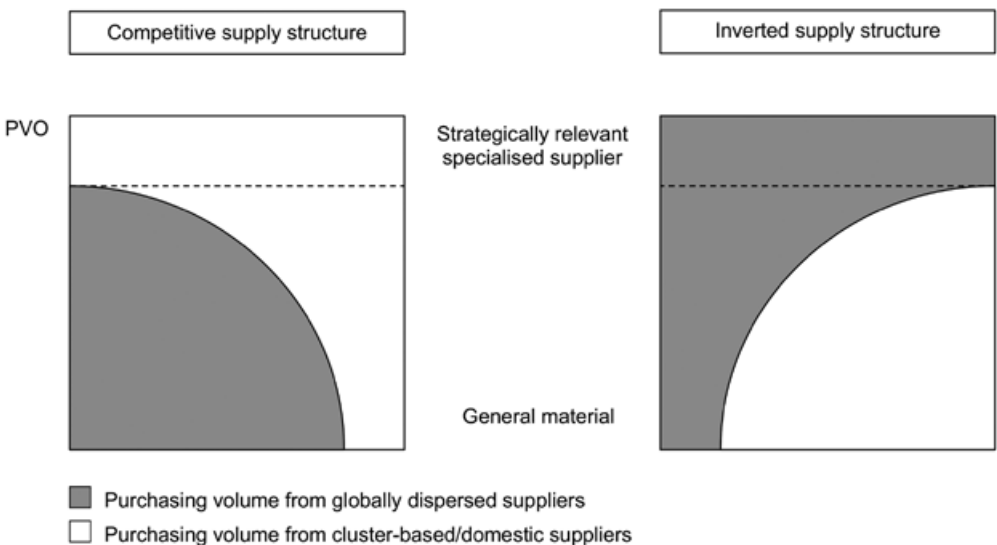 Competitive supply structure
Inverted supply structure
PVO
Strategically relevant
specialised supplier
General material
Purchasing volume from globally dispersed suppliers
Purchasing volume from cluster-based/domestic suppliers